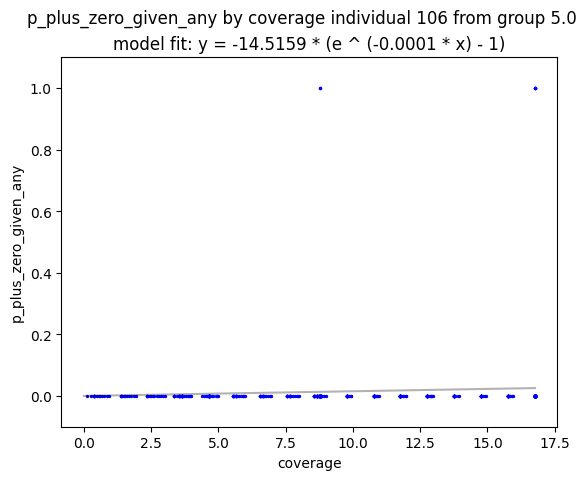 p_plus_zero_given_any by coverage individual 106 from group 5.0
model fit: y = -14.5159 * (e ^ (-0.0001 * x) - 1)
p_plus_zero_given_any
1.0
0.8
0.6
0.4
0.2
0.0
0.0 2.5 5.0 7.5 10.0 12.5 15.0 17.5
coverage